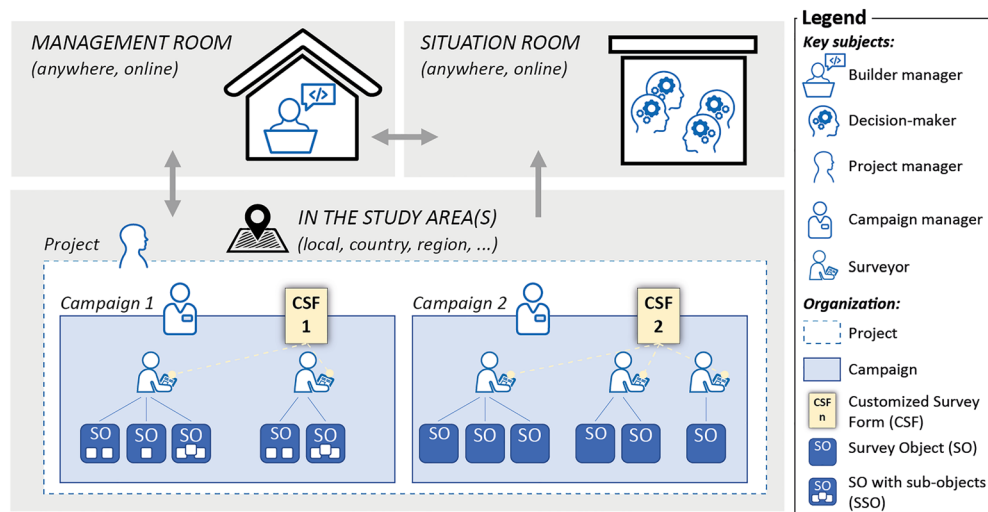 MANAGEMENT ROOM
(anywhere, online)
</>
SITUATION ROOM
(anywhere, online)
IN THE STUDY AREA(S)
(local, country, region, ...)
Project
Campaign 1
CSF
1
SO
SO
SO
SO
SO
Campaign 2
CSF
2
SO
SO
SO
SO
SO
SO
Legend
Key subjects:
</>
Builder manager
Decision-maker
Project manager
Campaign manager
Surveyor
Organization:
Project
Campaign
CSF
n
Customized Survey
Form (CSF)
SO
Survey Object (SO)
SO
SO with sub-objects
(SSO)